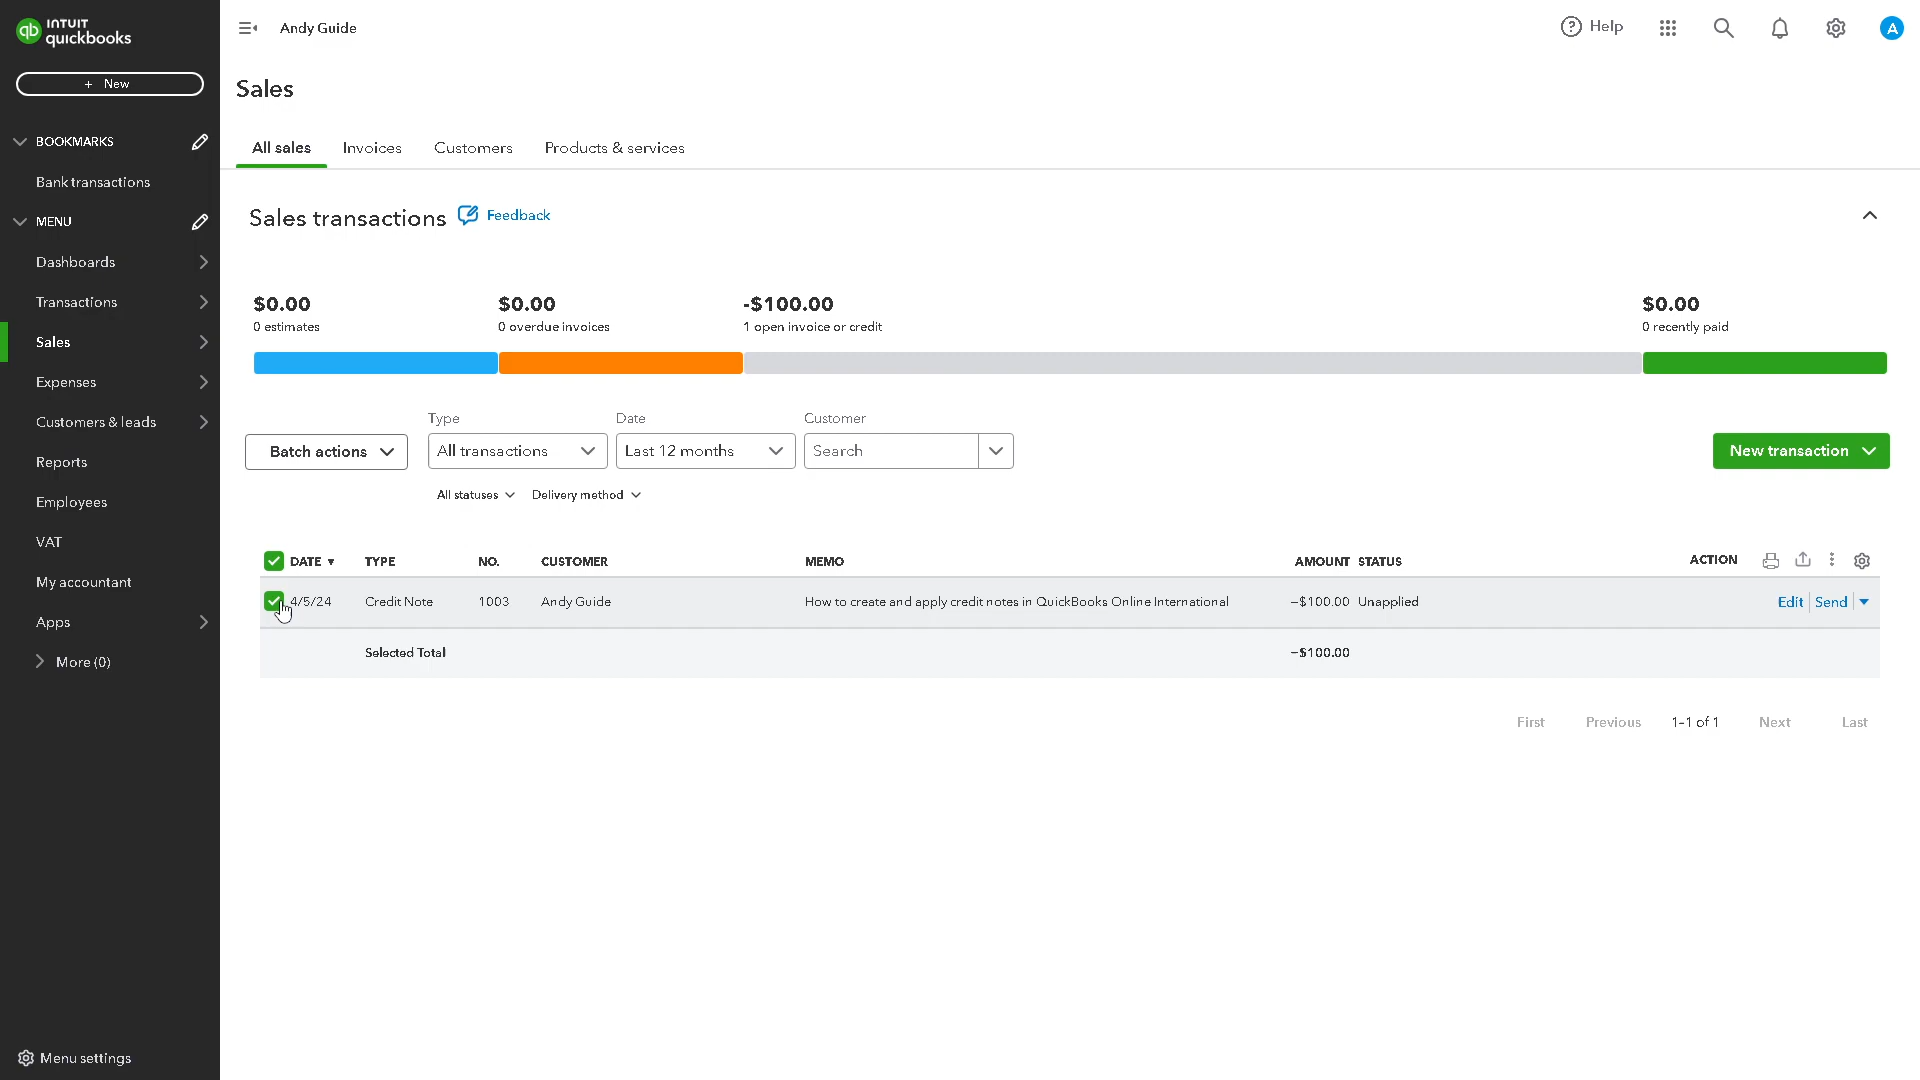 INTUIT
qb quickbooks
Andy Guide
Help
A
+ New
Sales
BOOKMARKS
All sales
Invoices
Customers
Products & services
Bank transactions
MENU
Sales transactions
Feedback
Dashboards
Transactions
$0.00
$0.00
-$100.00
$0.00
0 estimates
0 overdue invoices
1 open invoice or credit
0 recently paid
Sales
Expenses
Customers & leads
Type
Date
Customer
Batch actions
All transactions
Last 12 months
Search
New transaction
Reports
All statuses
Delivery method
Employees
VAT
DATE ▼
TYPE
NO.
CUSTOMER
MEMO
AMOUNT
STATUS
ACTION
My accountant
4/5/24
Credit Note
1003
Andy Guide
How to create and apply credit notes in QuickBooks Online International
–$100.00
Unapplied
Edit
Send
Apps
Selected Total
–$100.00
More (0)
First
Previous
1-1 of 1
Next
Last
Menu settings